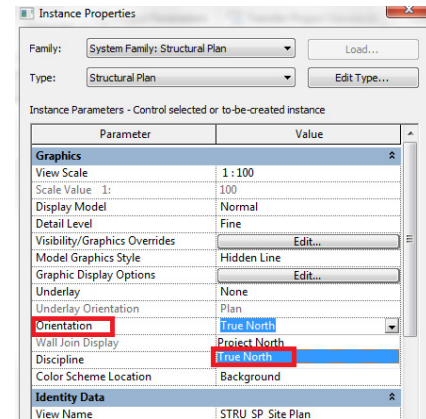 Instance Properties
Family: System Family: Structural Plan Load...
Type: Structural Plan Edit Type...
Instance Parameters - Control selected or to-be-created instance
Parameter Value
Graphics
View Scale 1 : 100
Scale Value 1: 100
Display Model Normal
Detail Level Fine
Visibility/Graphics Overrides Edit...
Model Graphics Style Hidden Line
Graphic Display Options Edit...
Underlay None
Underlay Orientation Plan
Orientation True North
Wall Join Display Project North
Discipline True North
Color Scheme Location Background
Identity Data
View Name STRU_SP_Site Plan